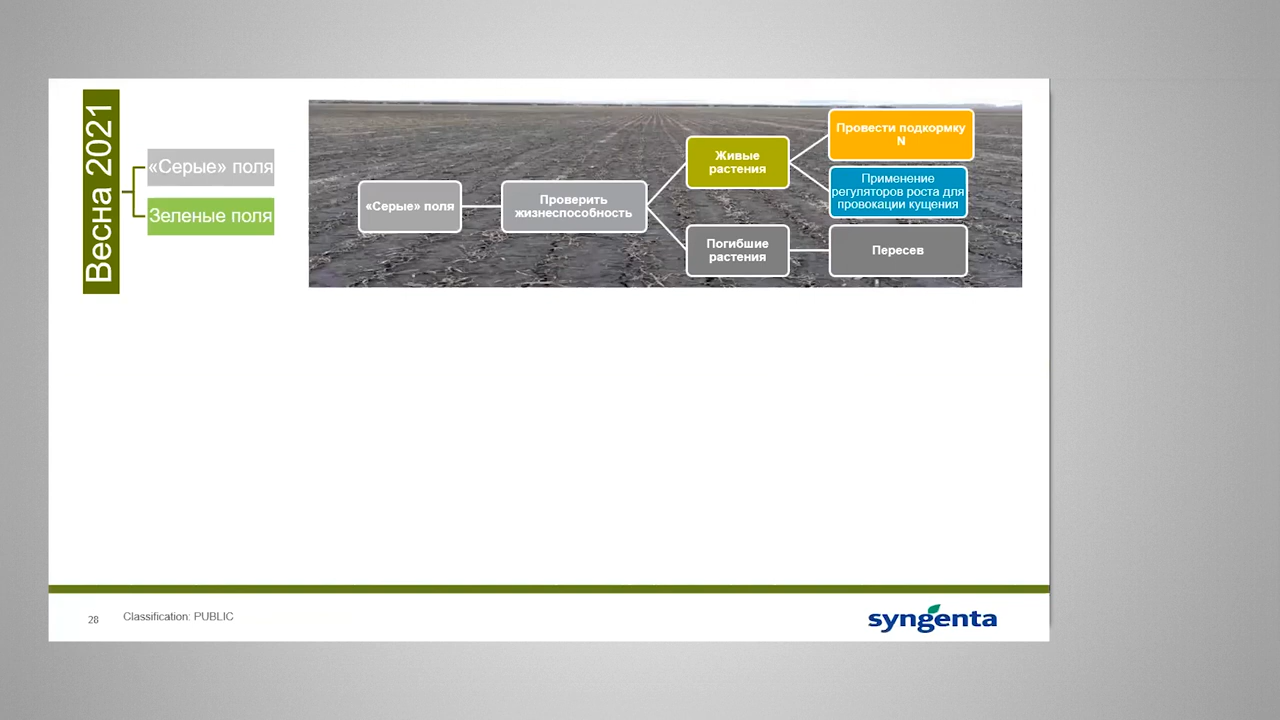 Весна 2021
«Серые» поля
Зеленые поля
«Серые» поля
Проверить
жизнеспособность
Живые
растения
Погибшие
растения
Провести подкормку
N
Применение
регуляторов роста для
провокации кущения
Пересев
28
Classification: PUBLIC
syngenta